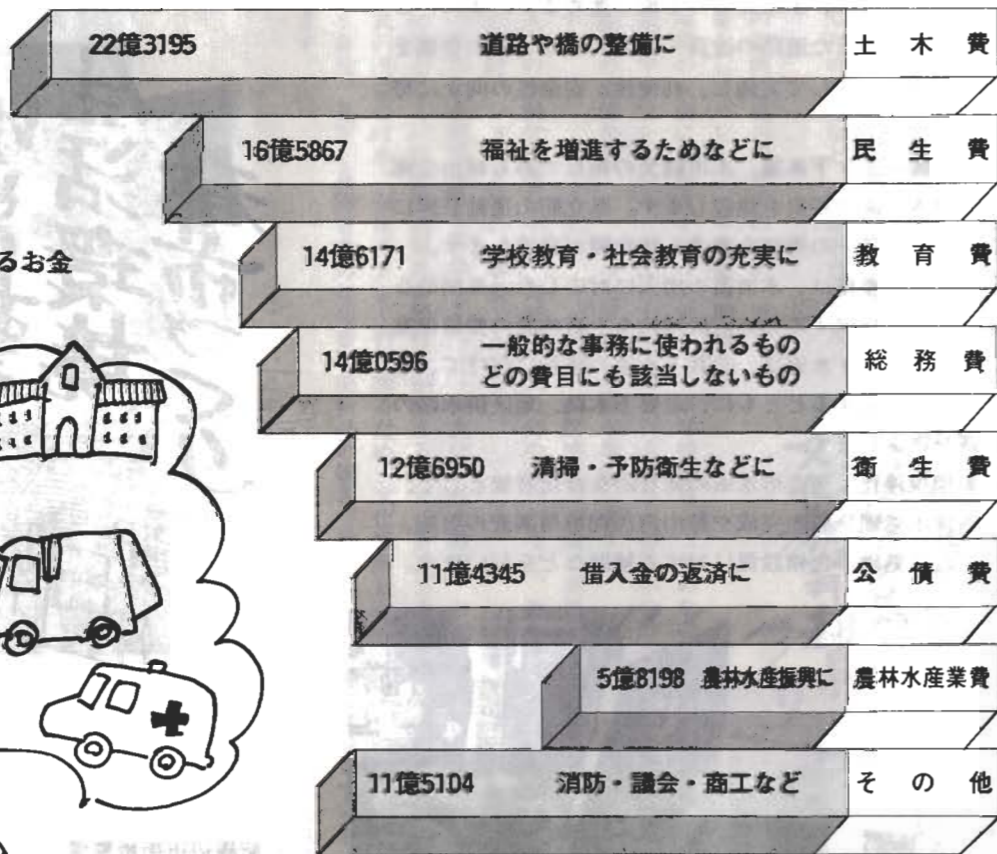 22億3195 道路や橋の整備に 土木費
16億5867 福祉を増進するためなどに 民生費
14億6171 学校教育・社会教育の充実に 教育費
るお金
14億0596 一般的な事務に使われるもの
どの費目にも該当しないもの 総務費
12億6950 清掃・予防衛生などに 衛生費
11億4345 借入金の返済に 公債費
5億8198 農林水産振興に 農林水産業費
11億5104 消防・議会・商工など その他